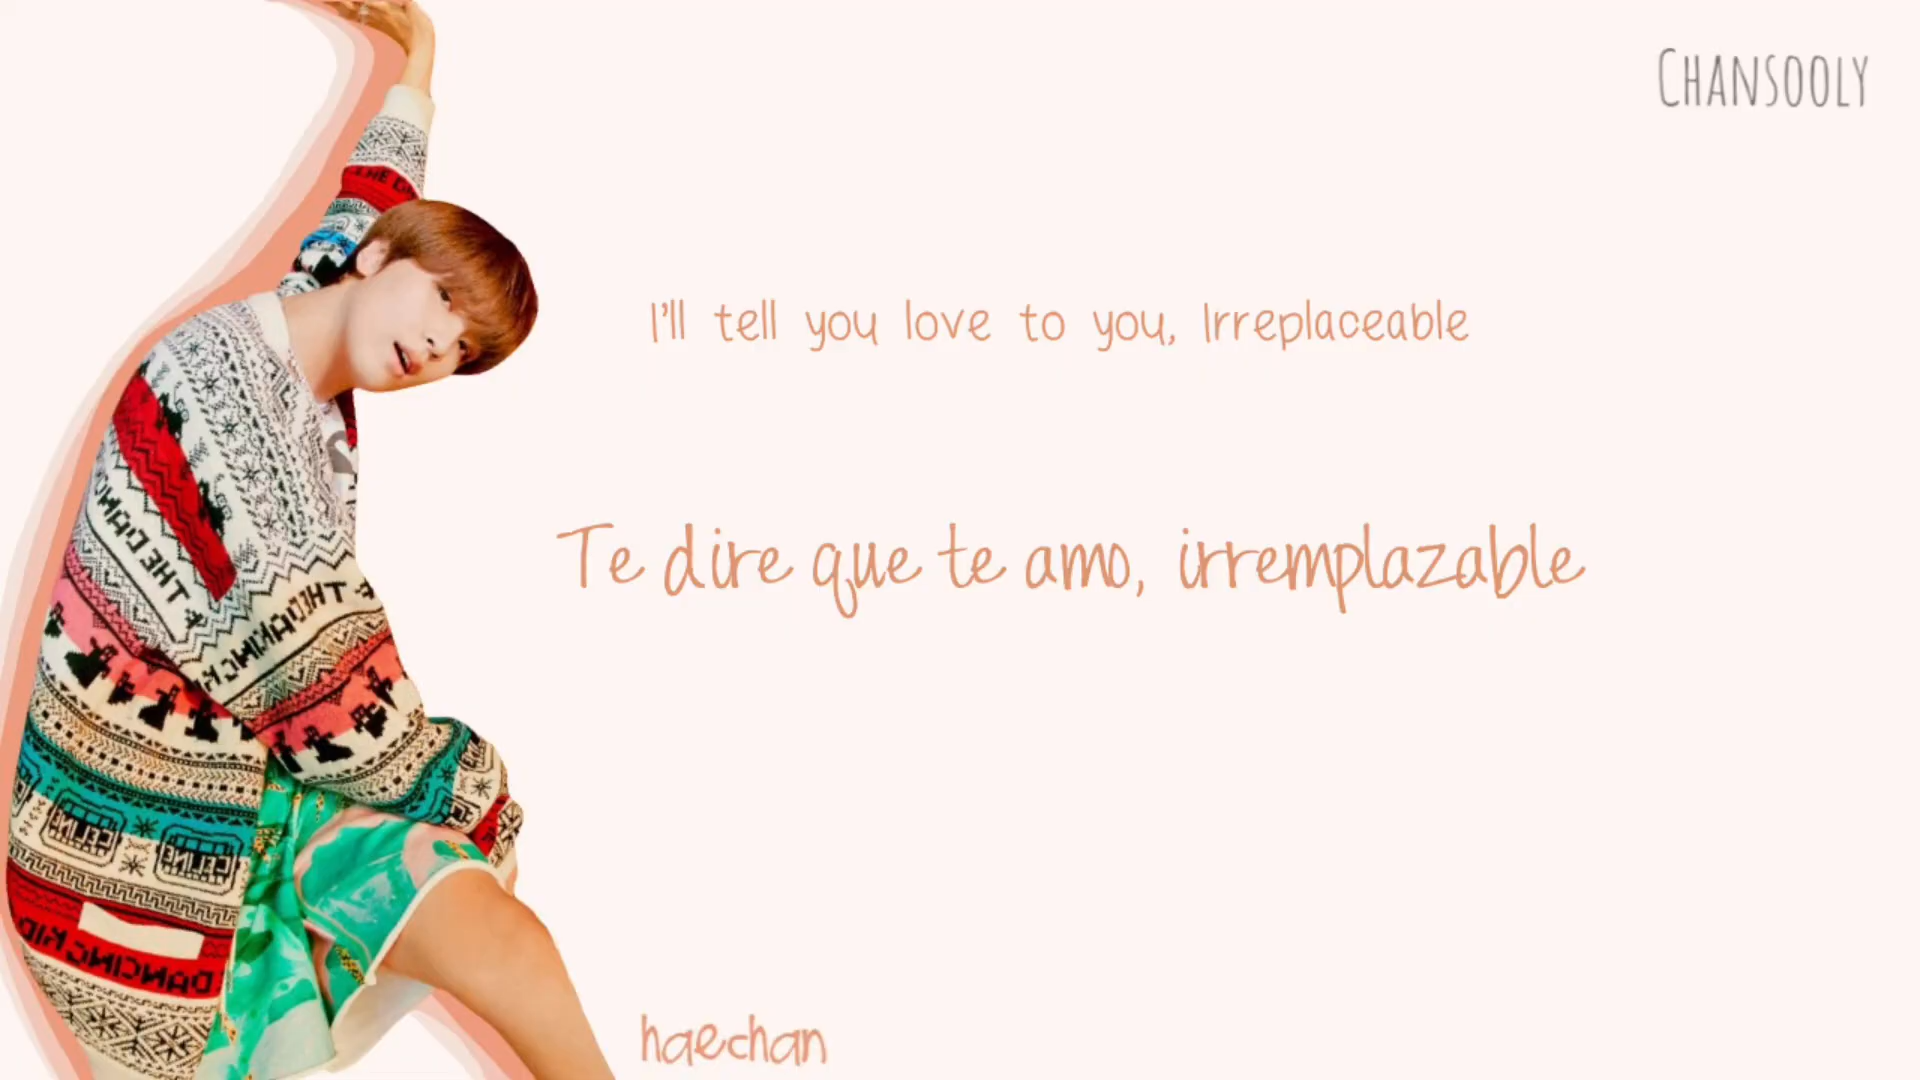 CHANSOOLY
I'll tell you love to you, Irreplaceable
Te dire que te amo, irremplazable
haechan